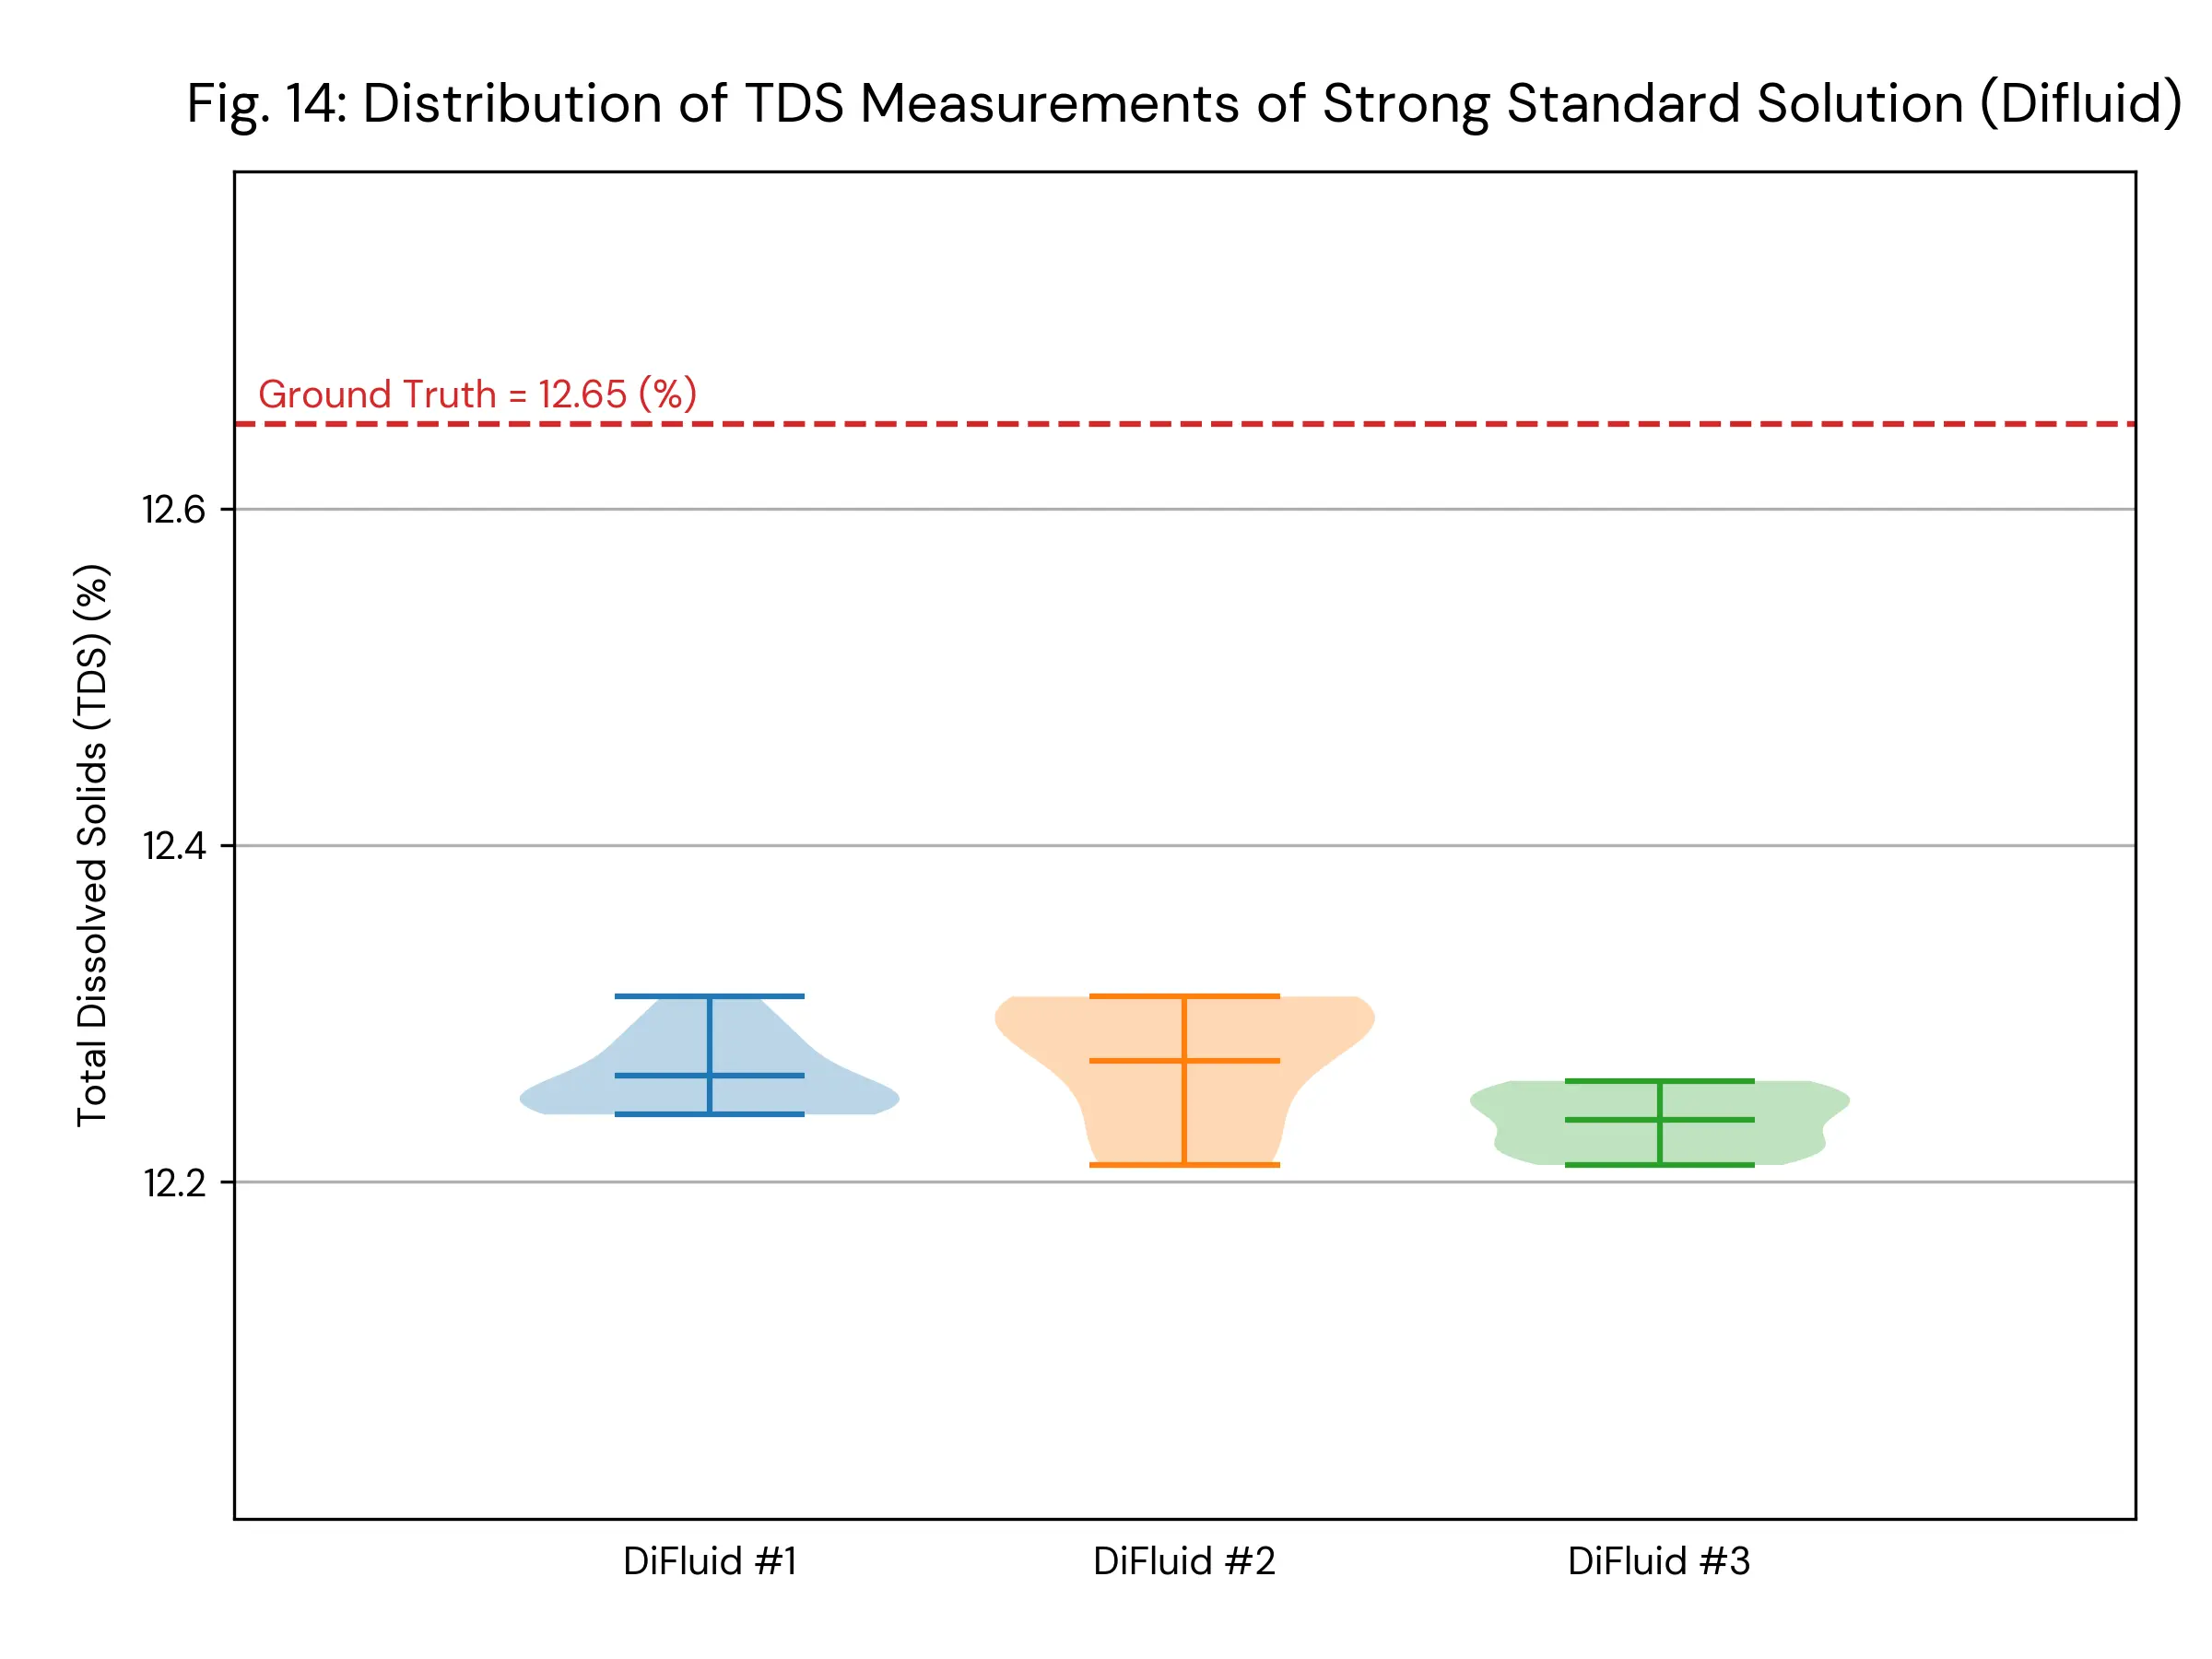 Fig. 14: Distribution of TDS Measurements of Strong Standard Solution (Difluid)
Ground Truth = 12.65 (%)
12.6
12.4
12.2
Total Dissolved Solids (TDS) (%)
DiFluid #1
DiFluid #2
DiFluid #3